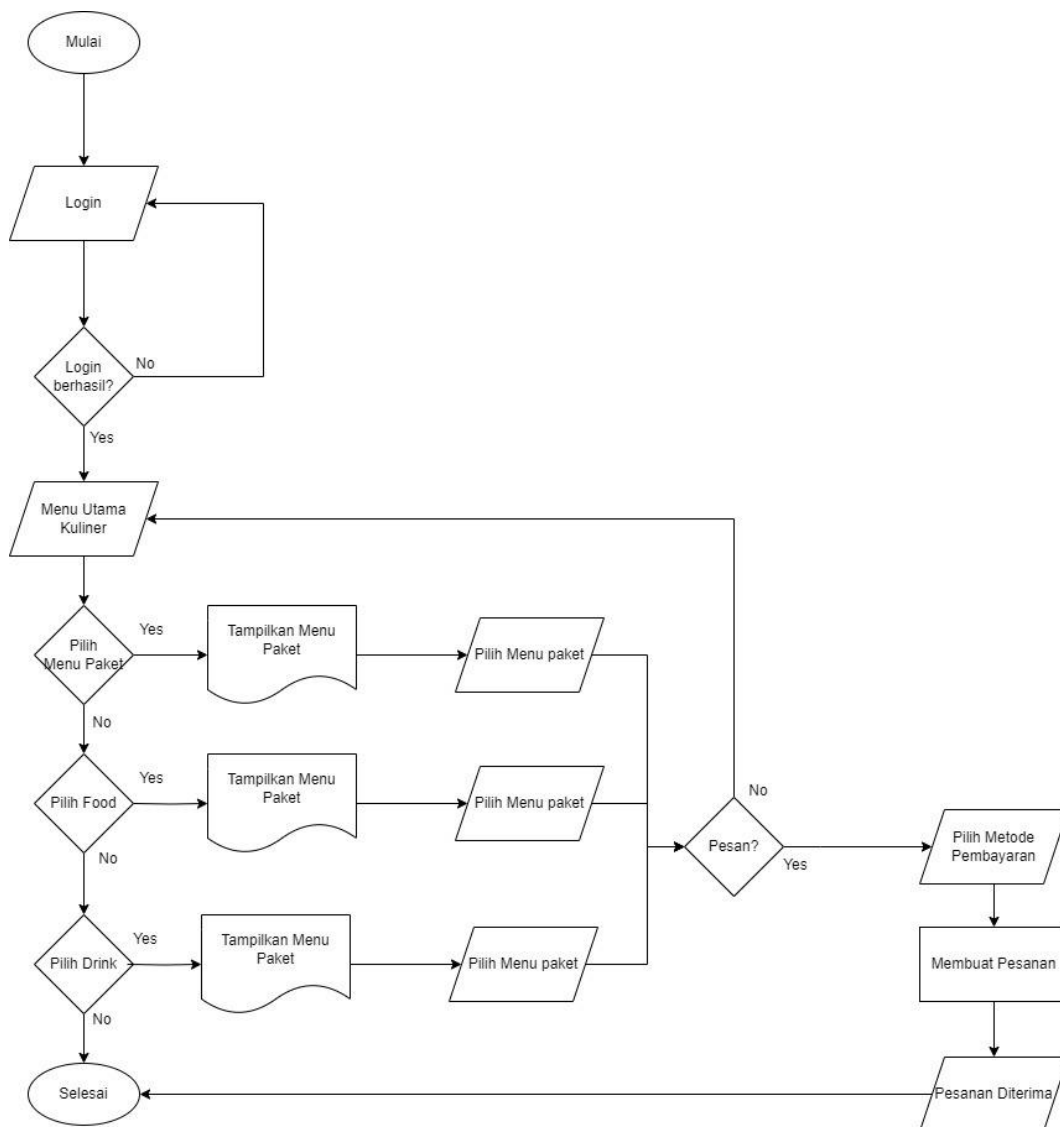 Mulai
Login
Login
berhasil?
No
Yes
Menu Utama
Kuliner
Pilih
Menu Paket
Yes
Tampilkan Menu
Paket
Pilih Menu paket
No
Pilih Food
Yes
Tampilkan Menu
Paket
Pilih Menu paket
No
Pilih Drink
Yes
Tampilkan Menu
Paket
Pilih Menu paket
No
Pesan?
No
Yes
Pilih Metode
Pembayaran
Membuat Pesanan
Pesanan Diterima
Selesai